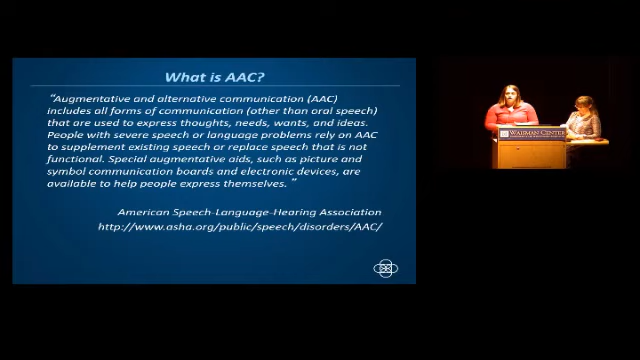 What is AAC?
“Augmentative and alternative communication (AAC)
includes all forms of communication (other than oral speech)
that are used to express thoughts, needs, wants, and ideas.
People with severe speech or language problems rely on AAC
to supplement existing speech or replace speech that is not
functional. Special augmentative aids, such as picture and
symbol communication boards and electronic devices, are
available to help people express themselves. ”
American Speech-Language-Hearing Association
http://www.asha.org/public/speech/disorders/AAC/
WAISMAN CENTER